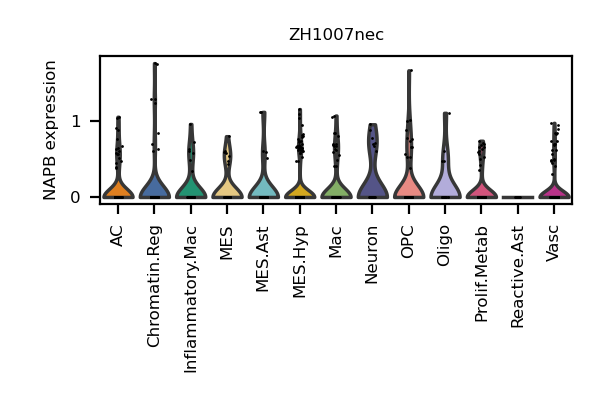 ZH1007nec
NAPB expression
1
0
AC
Chromatin.Reg
Inflammatory.Mac
MES
MES.Ast
MES.Hyp
Mac
Neuron
OPC
Oligo
Prolif.Metab
Reactive.Ast
Vasc